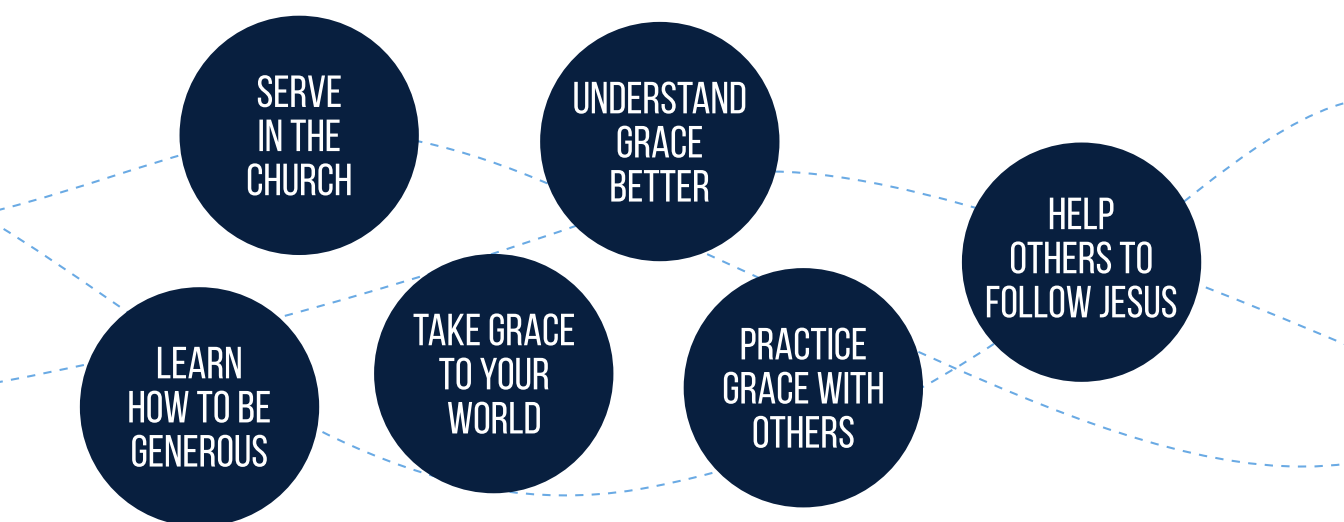 SERVE
IN THE
CHURCH
UNDERSTAND
GRACE
BETTER
HELP
OTHERS TO
FOLLOW JESUS
LEARN
HOW TO BE
GENEROUS
TAKE GRACE
TO YOUR
WORLD
PRACTICE
GRACE WITH
OTHERS